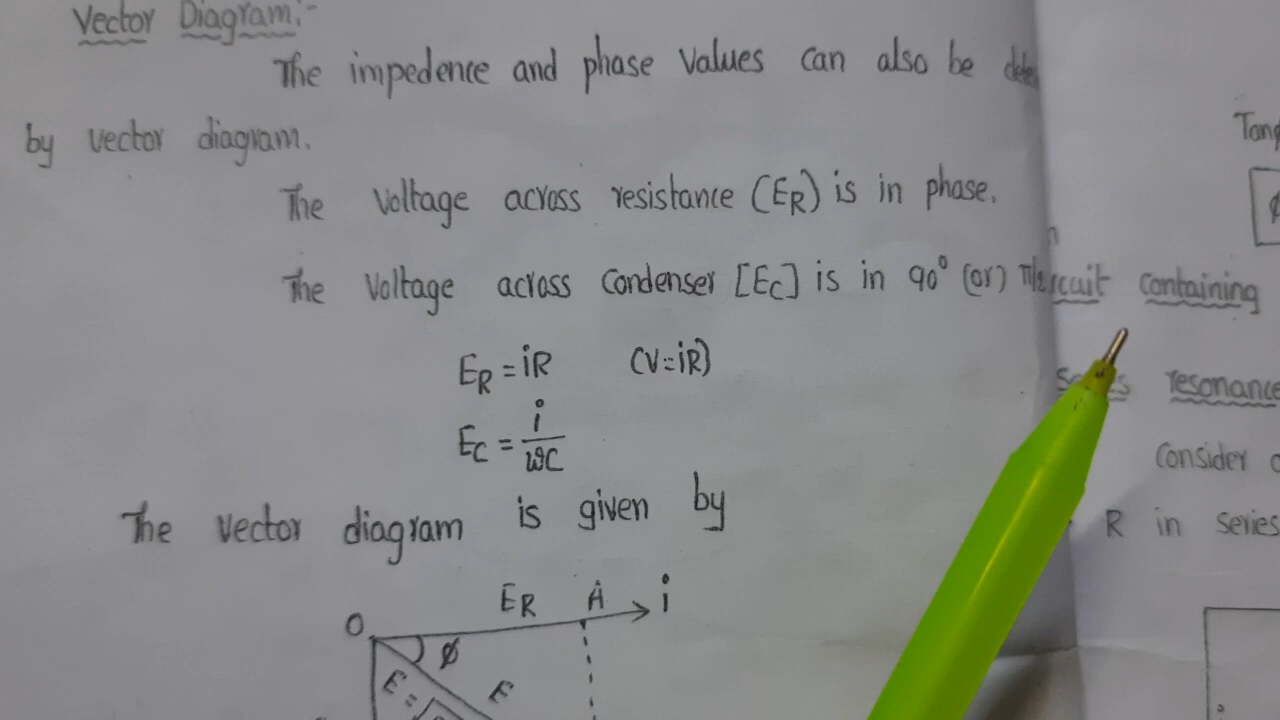 Vector Diagram:-
The impedence and phase values can also be
by vector diagram.
The Voltage across resistance (ER) is in phase.
The Voltage across Condenser [EC] is in 90° (or)
ER = iR (V=iR)
EC = i/ωC
The vector diagram is given by
ER A i
O
φ
E =
E
containing
resonance
Consider
R in series